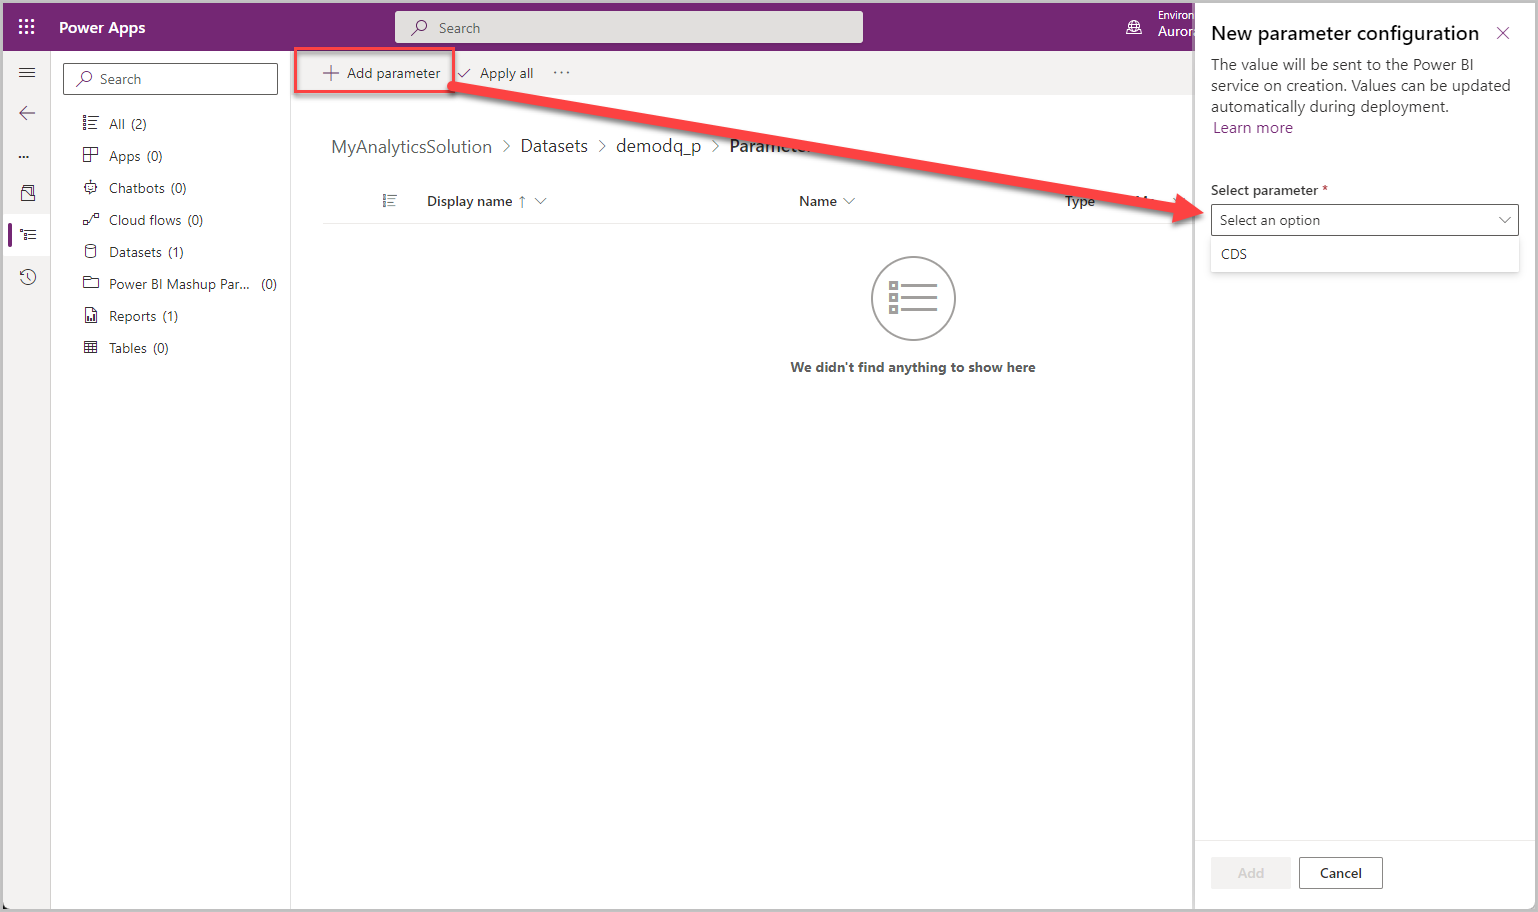 Power Apps
Search
Environ
Aurora
Search
All (2)
Apps (0)
Chatbots (0)
Cloud flows (0)
Datasets (1)
Power BI Mashup Par... (0)
Reports (1)
Tables (0)
Add parameter
Apply all
MyAnalyticsSolution > Datasets > demodq_p > Parameter
Display name
Name
Type
We didn't find anything to show here
New parameter configuration
The value will be sent to the Power BI
service on creation. Values can be updated
automatically during deployment.
Learn more
Select parameter *
Select an option
CDS
Add
Cancel